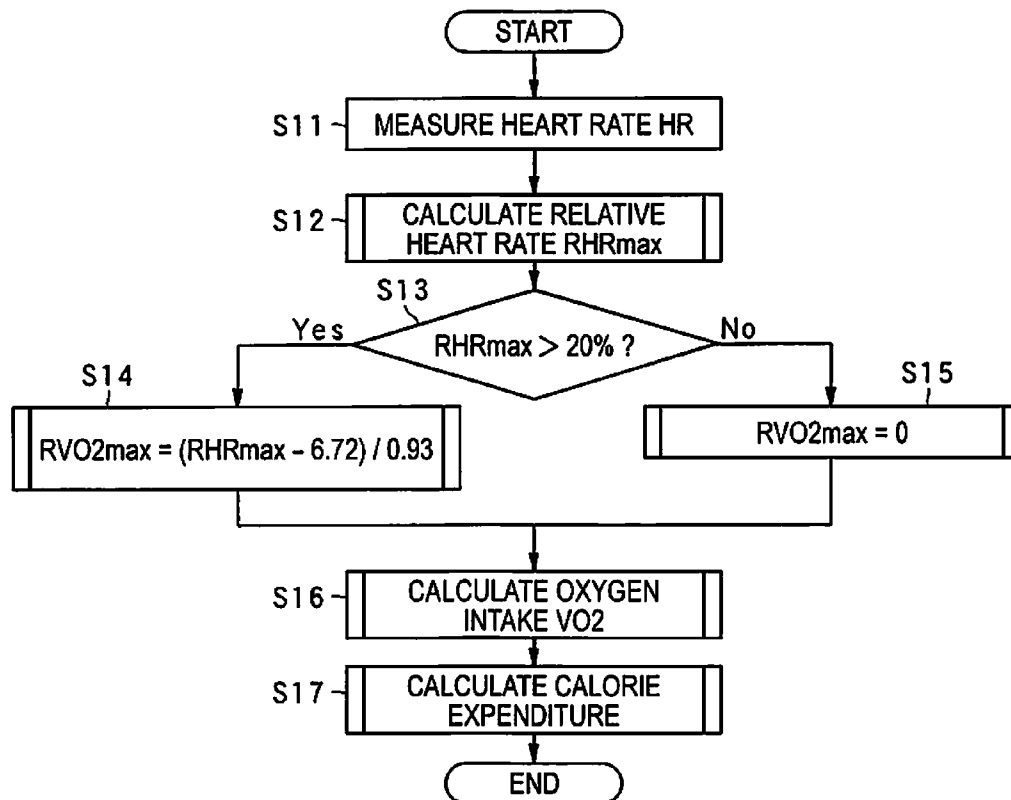 START
S11
MEASURE HEART RATE HR
S12
CALCULATE RELATIVE
HEART RATE RHRmax
S13
Yes
RHRmax > 20% ?
No
S14
RVO2max = (RHRmax – 6.72) / 0.93
S15
RVO2max = 0
S16
CALCULATE OXYGEN
INTAKE VO2
S17
CALCULATE CALORIE
EXPENDITURE
END